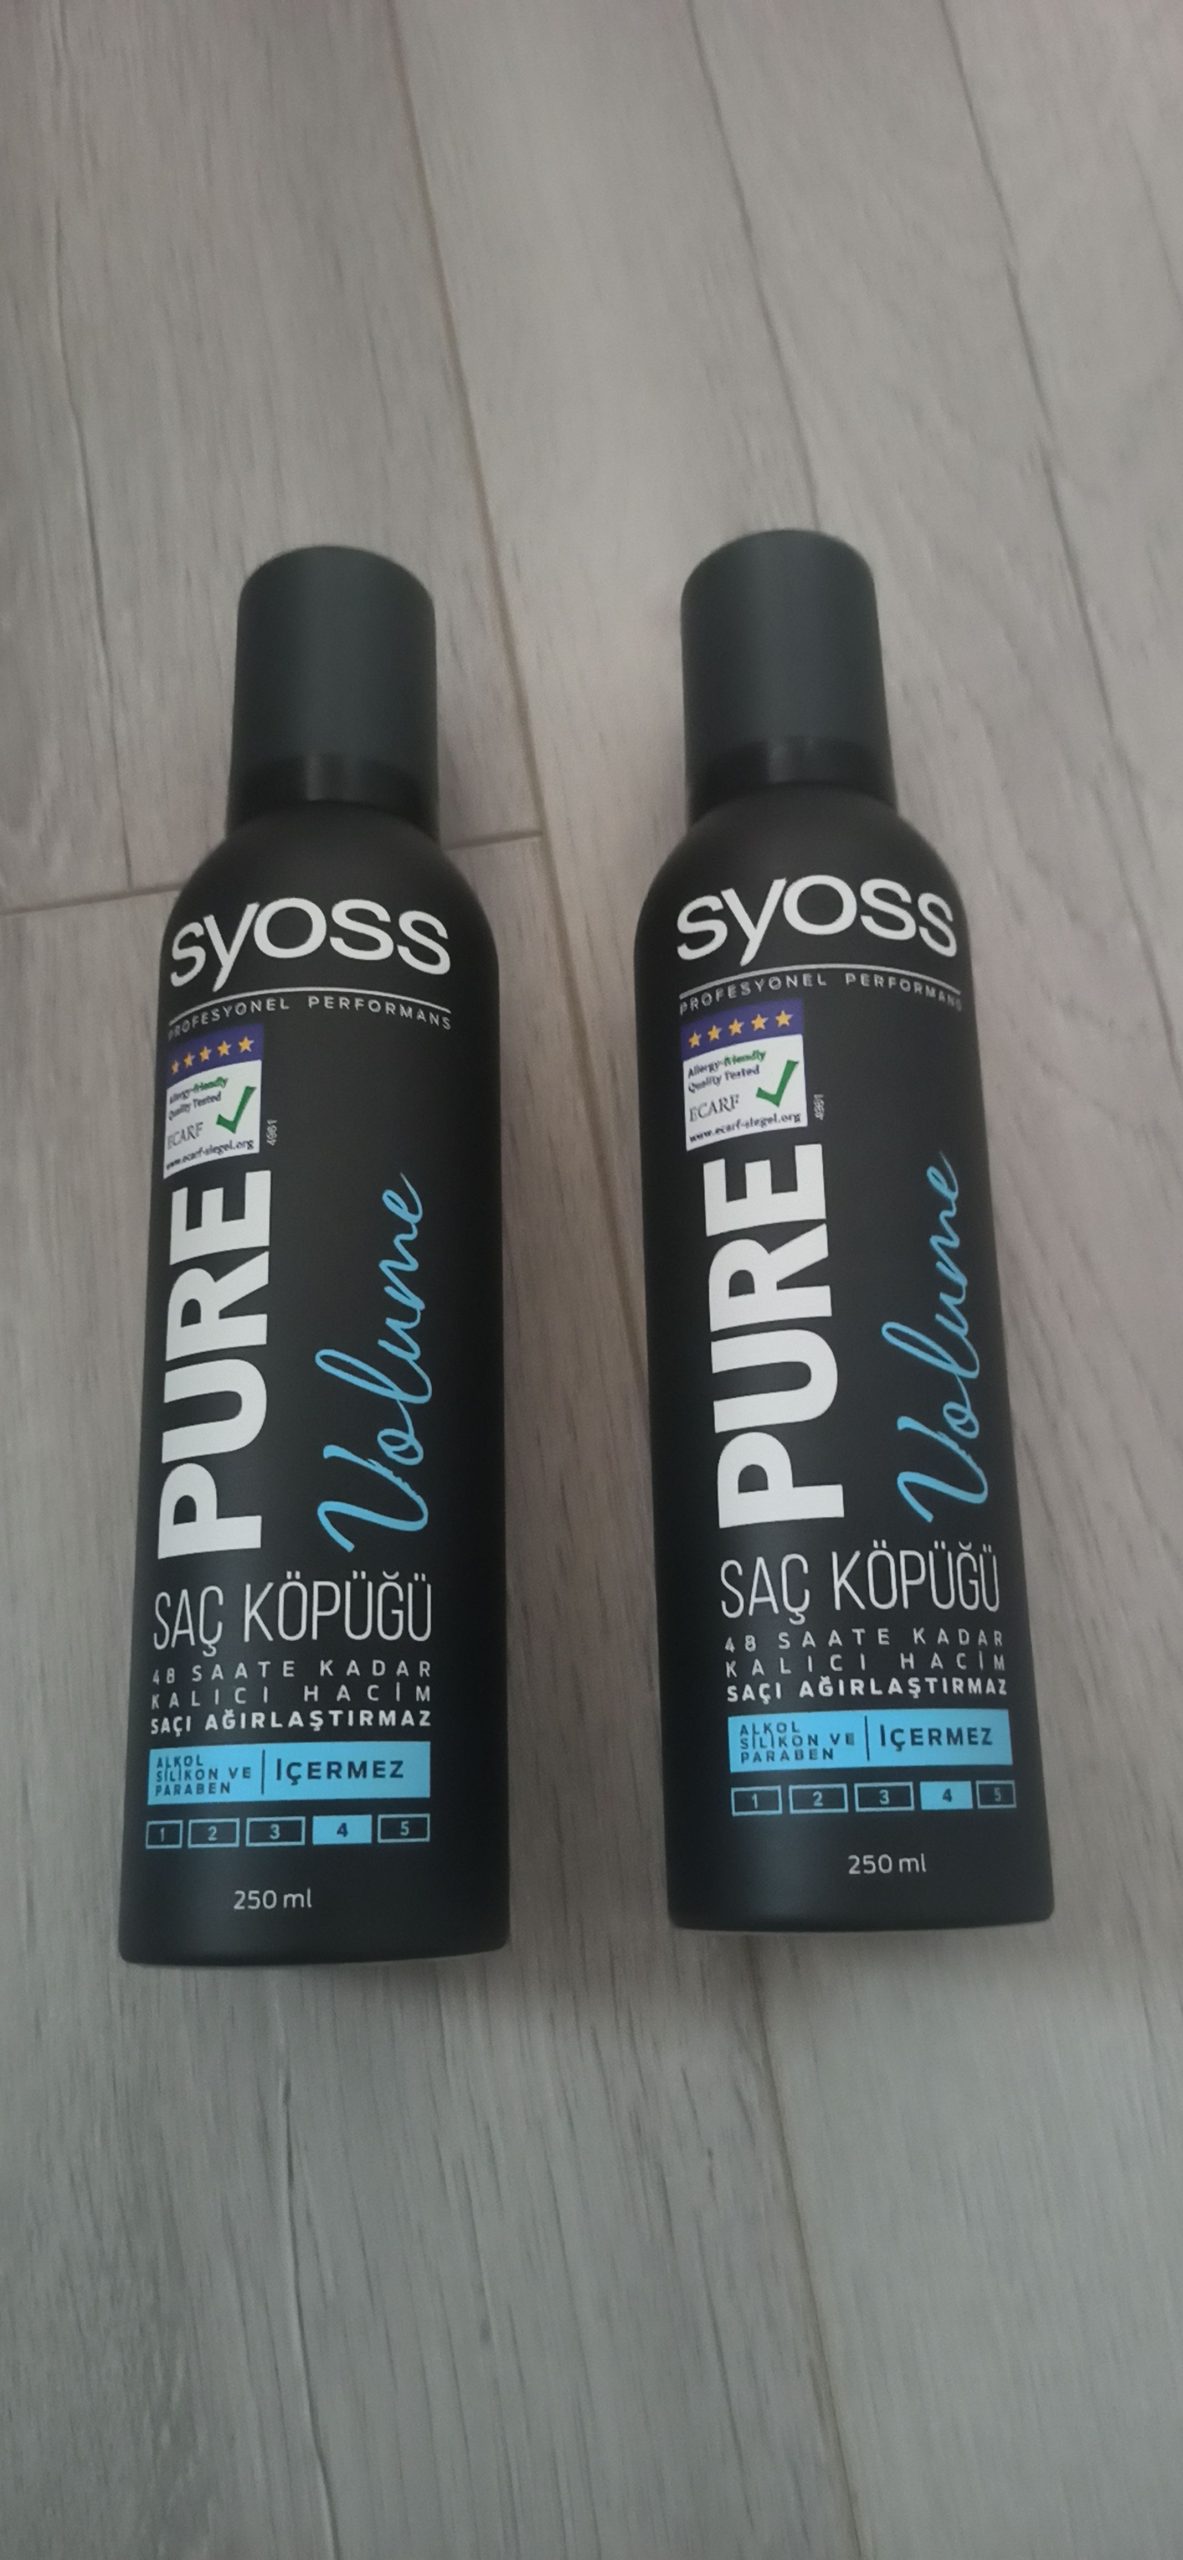 syoss
PROFESYONEL PERFORMANS
Allergy-friendly
Quality Tested
ECARF
www.ecarf-siegel.org
4961
PURE
Volume
SAÇ KÖPÜĞÜ
48 SAATE KADAR
KALICI HACİM
SAÇI AĞIRLAŞTIRMAZ
ALKOL
SİLİKON VE
PARABEN
İÇERMEZ
1 2 3 4 5
250 ml
syoss
PROFESYONEL PERFORMANS
Allergy-friendly
Quality Tested
ECARF
www.ecarf-siegel.org
4961
PURE
Volume
SAÇ KÖPÜĞÜ
48 SAATE KADAR
KALICI HACİM
SAÇI AĞIRLAŞTIRMAZ
ALKOL
SİLİKON VE
PARABEN
İÇERMEZ
1 2 3 4 5
250 ml